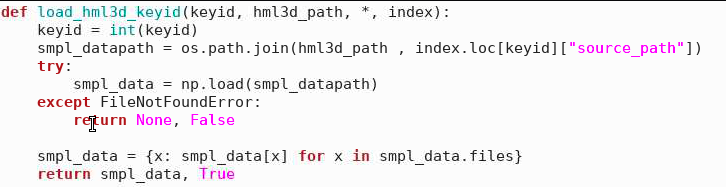 def load_hml3d_keyid(keyid, hml3d_path, *, index):
    keyid = int(keyid)
    smpl_datapath = os.path.join(hml3d_path , index.loc[keyid]["source_path"])
    try:
        smpl_data = np.load(smpl_datapath)
    except FileNotFoundError:
        return None, False

    smpl_data = {x: smpl_data[x] for x in smpl_data.files}
    return smpl_data, True